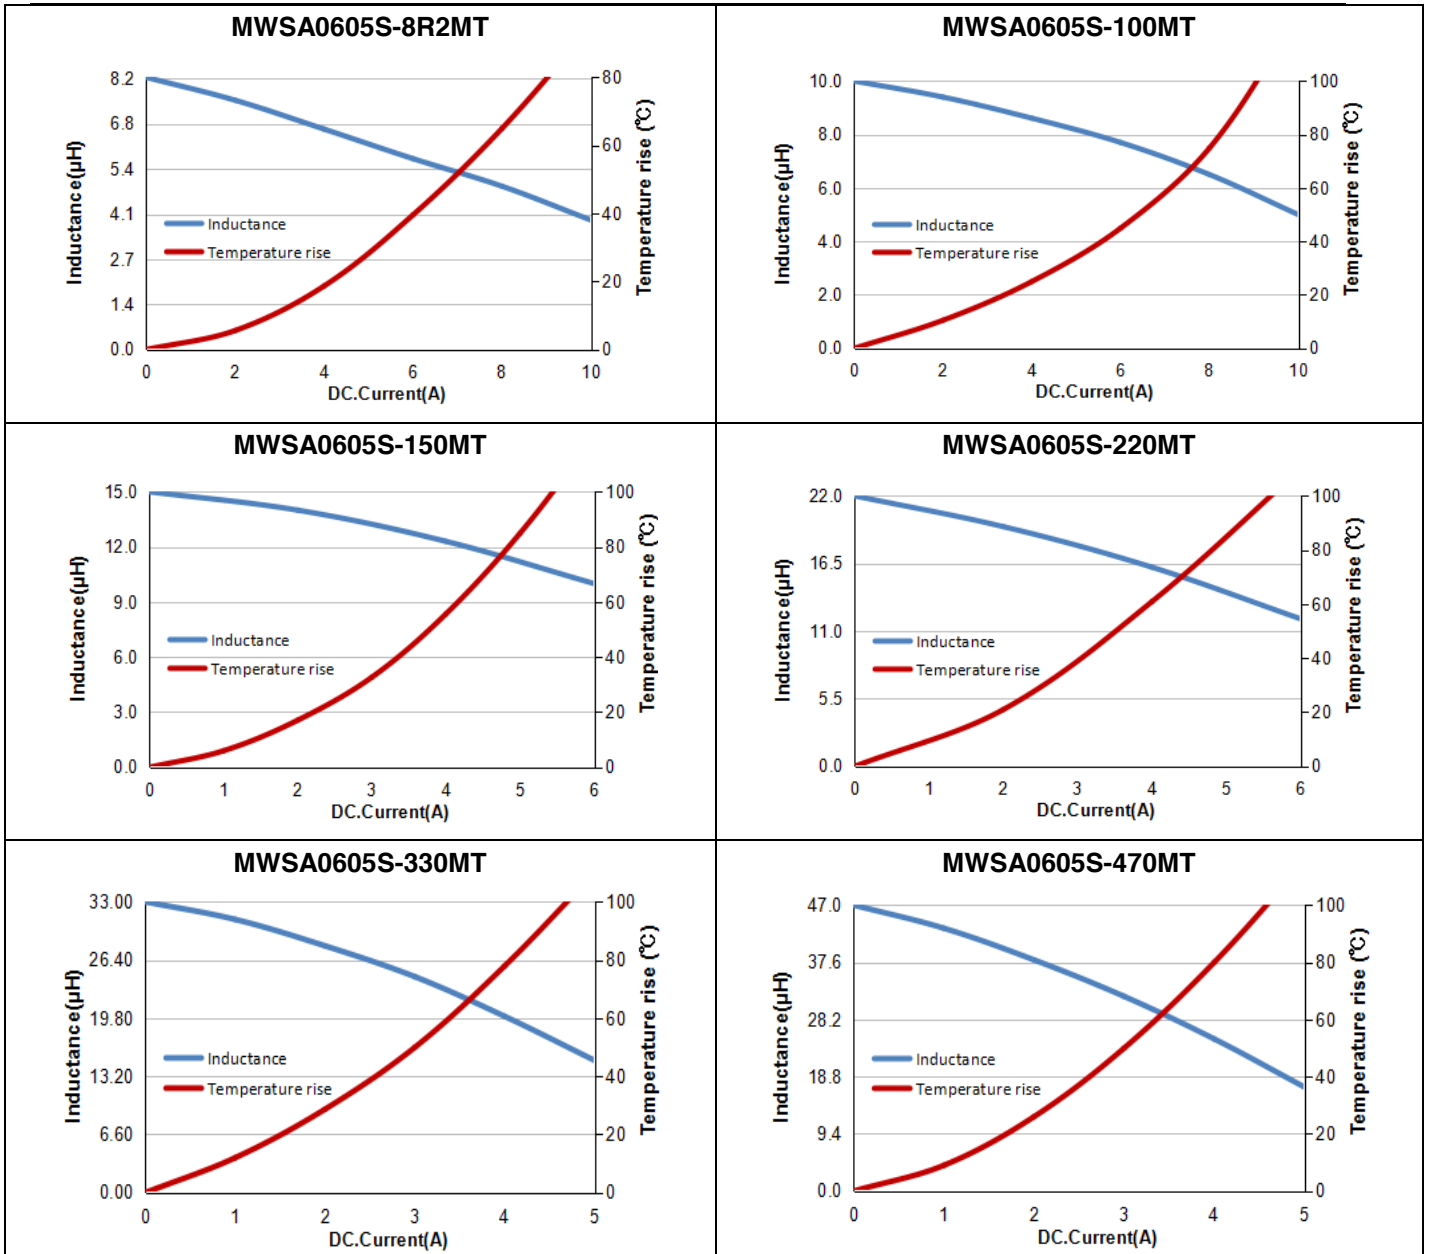 MWSA0605S-8R2MT
8.2
6.8
5.4
4.1
2.7
1.4
0.0
Inductance(μH)
80
60
40
20
0
Temperature rise (℃)
Inductance
Temperature rise
0 2 4 6 8 10
DC.Current(A)
MWSA0605S-100MT
10.0
8.0
6.0
4.0
2.0
0.0
Inductance(μH)
100
80
60
40
20
0
Temperature rise (℃)
Inductance
Temperature rise
0 2 4 6 8 10
DC.Current(A)
MWSA0605S-150MT
15.0
12.0
9.0
6.0
3.0
0.0
Inductance(μH)
100
80
60
40
20
0
Temperature rise (℃)
Inductance
Temperature rise
0 1 2 3 4 5 6
DC.Current(A)
MWSA0605S-220MT
22.0
16.5
11.0
5.5
0.0
Inductance(μH)
100
80
60
40
20
0
Temperature rise (℃)
Inductance
Temperature rise
0 1 2 3 4 5 6
DC.Current(A)
MWSA0605S-330MT
33.00
26.40
19.80
13.20
6.60
0.00
Inductance(μH)
100
80
60
40
20
0
Temperature rise (℃)
Inductance
Temperature rise
0 1 2 3 4 5
DC.Current(A)
MWSA0605S-470MT
47.0
37.6
28.2
18.8
9.4
0.0
Inductance(μH)
100
80
60
40
20
0
Temperature rise (℃)
Inductance
Temperature rise
0 1 2 3 4 5
DC.Current(A)